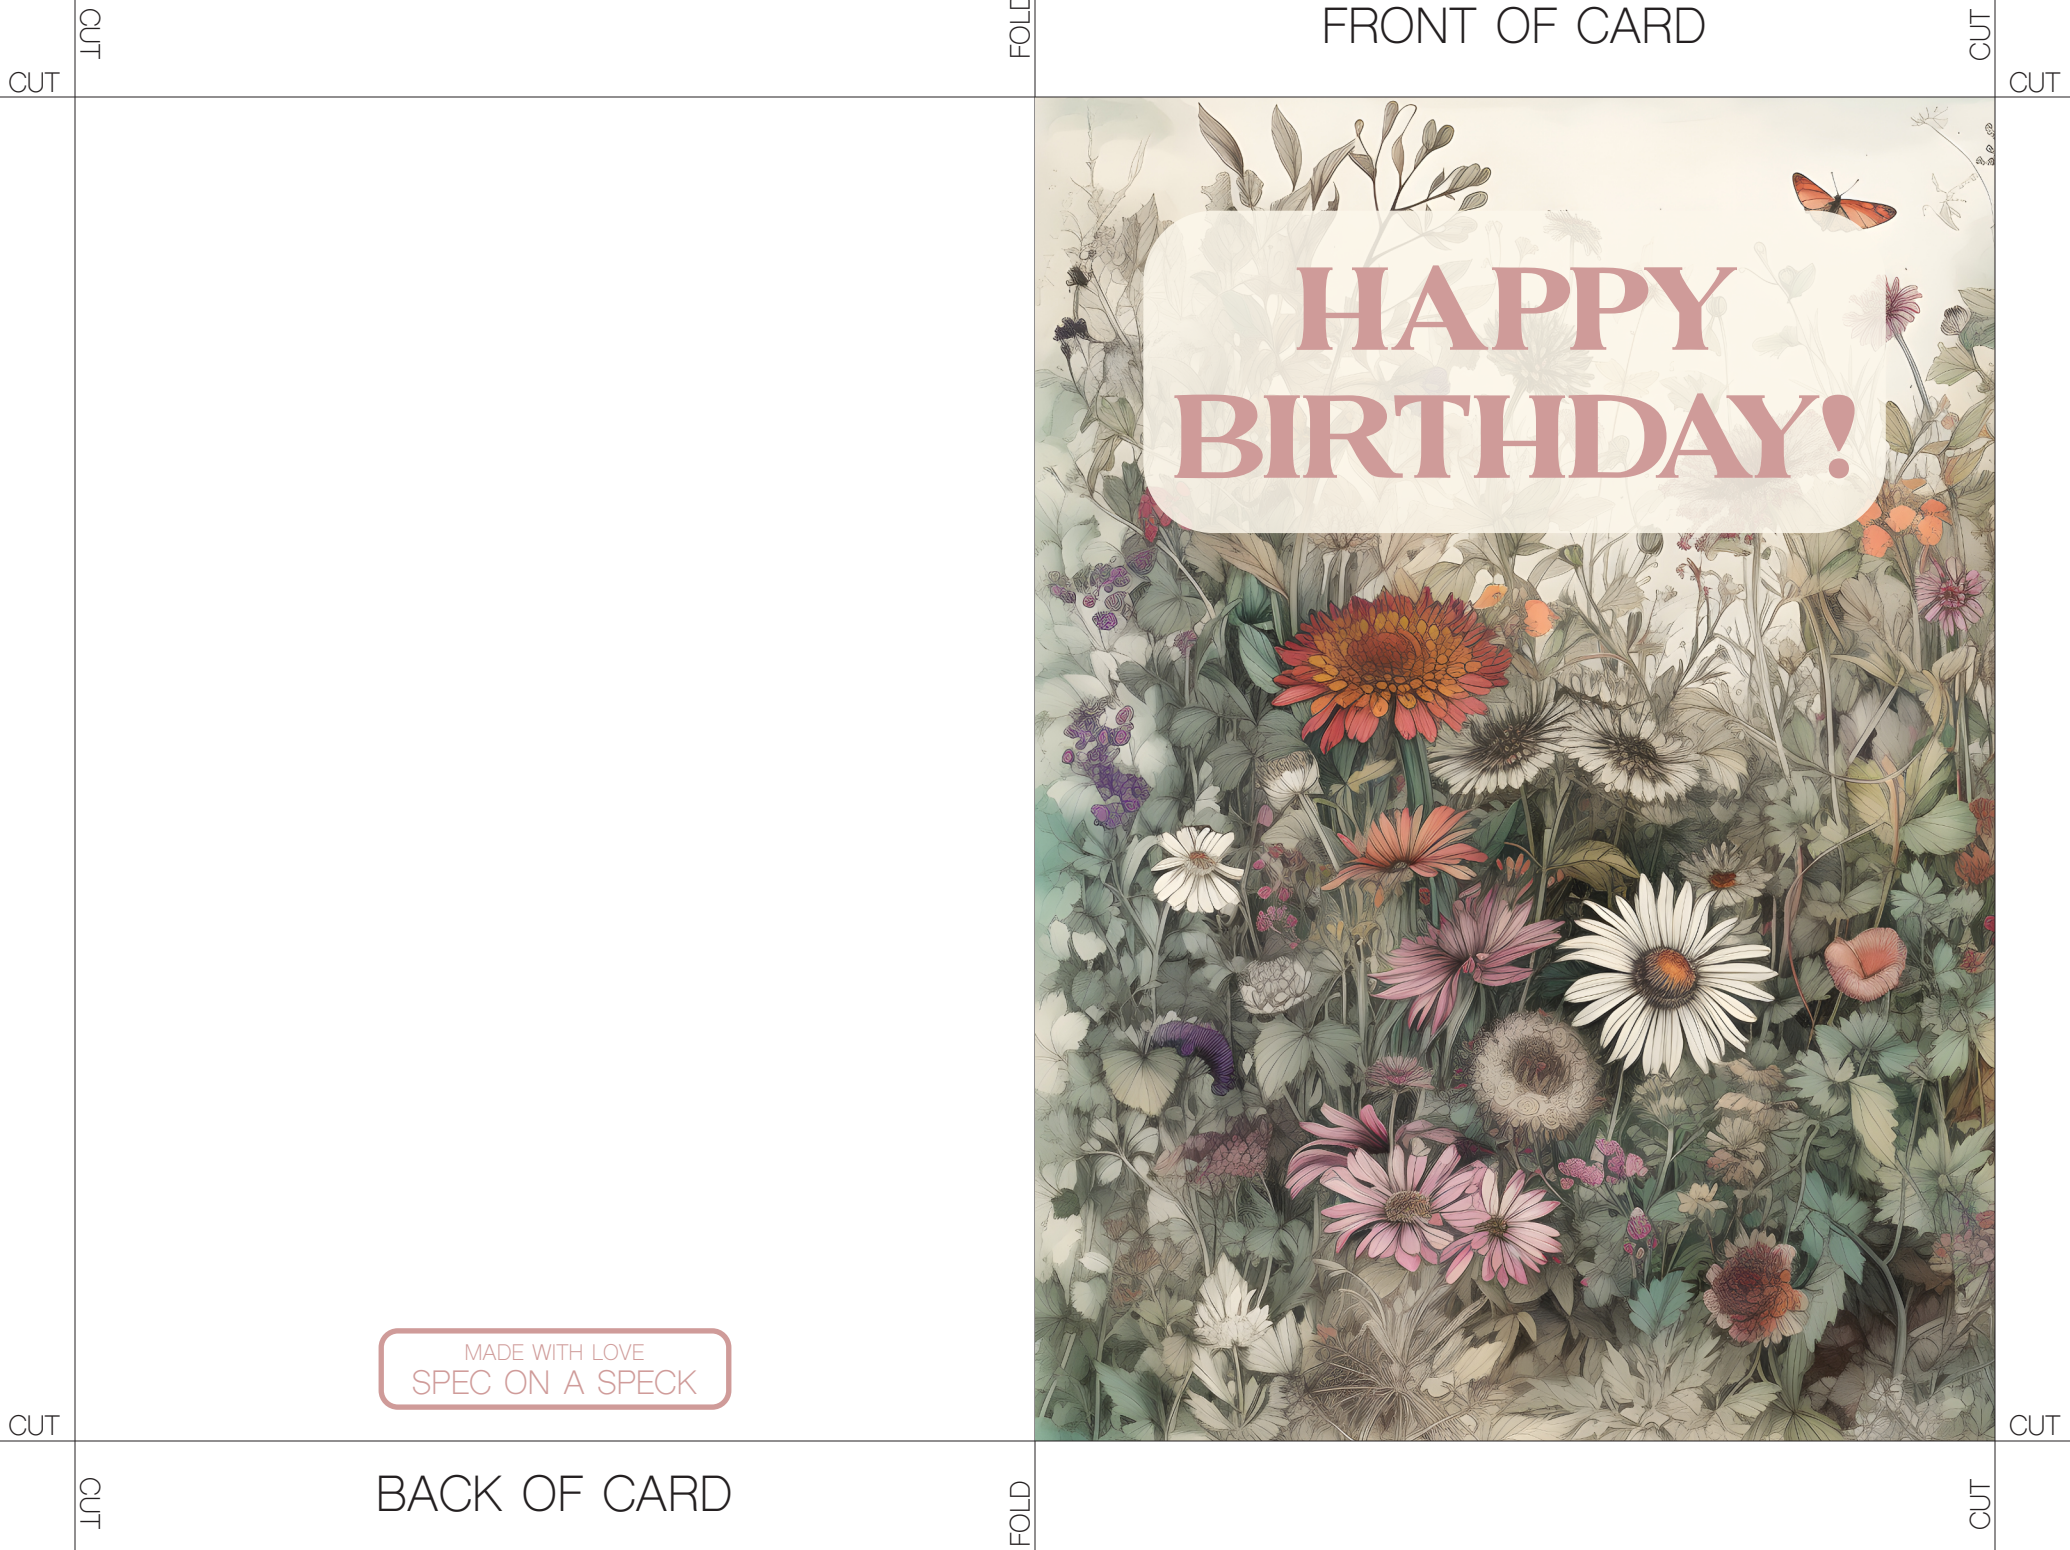 CUT
FOLD
FRONT OF CARD
CUT
CUT
CUT
HAPPY
BIRTHDAY!
MADE WITH LOVE
SPEC ON A SPECK
CUT
CUT
CUT
BACK OF CARD
FOLD
CUT